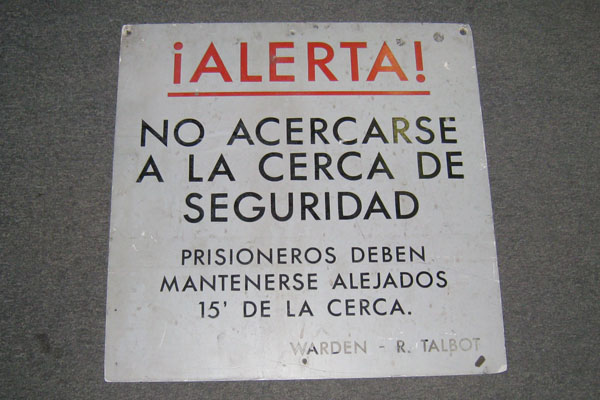 ¡ALERTA!
NO ACERCARSE
A LA CERCA DE
SEGURIDAD
PRISIONEROS DEBEN
MANTENERSE ALEJADOS
15' DE LA CERCA.
WARDEN - R. TALBOT